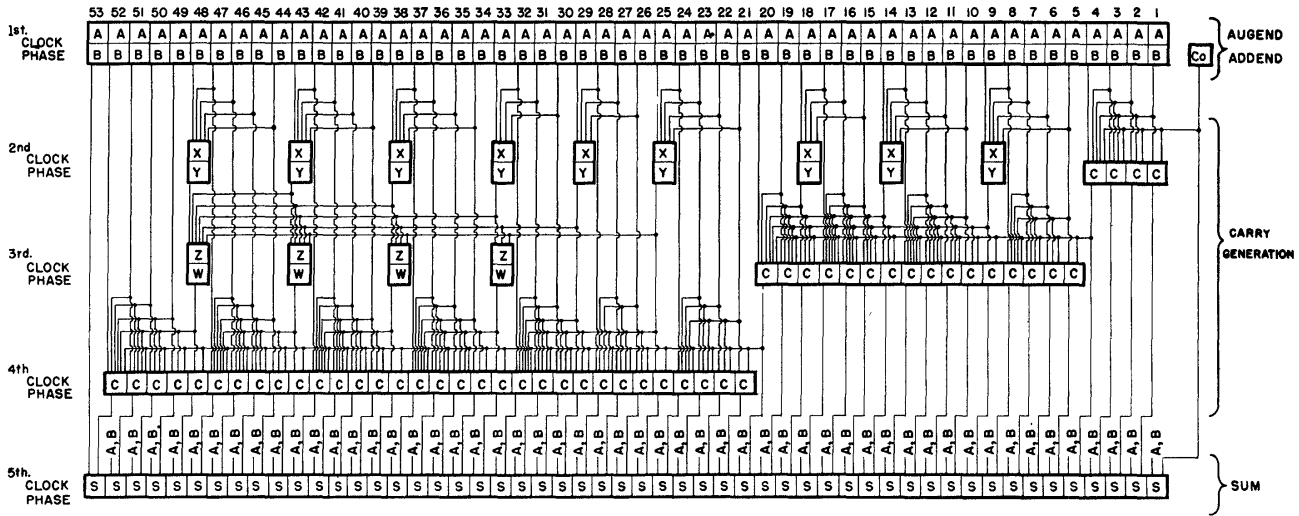 53 52 51 50 49 48 47 46 45 44 43 42 41 40 39 38 37 36 35 34 33 32 31 30 29 28 27 26 25 24 23 22 21 20 19 18 17 16 15 14 13 12 11 10 9 8 7 6 5 4 3 2 1
1st. CLOCK PHASE
A A A A A A A A A A A A A A A A A A A A A A A A A A A A A A A A A A A A A A A A A A A A A A A A A A A A A
B B B B B B B B B B B B B B B B B B B B B B B B B B B B B B B B B B B B B B B B B B B B B B B B B B B B B
Co
AUGEND
ADDEND
2nd CLOCK PHASE
X X X X X X X X X
Y Y Y Y Y Y Y Y Y
C C C C
3rd. CLOCK PHASE
Z Z Z Z
W W W W
C C C C C C C C C C C C C C C C
CARRY
GENERATION
4th CLOCK PHASE
C C C C C C C C C C C C C C C C C C C C C C C C C C C C C C C C
A,B A,B A,B A,B A,B A,B A,B A,B A,B A,B A,B A,B A,B A,B A,B A,B A,B A,B A,B A,B A,B A,B A,B A,B A,B A,B A,B A,B A,B A,B A,B A,B A,B A,B A,B A,B A,B A,B A,B A,B A,B A,B A,B A,B A,B A,B A,B A,B A,B A,B A,B A,B
5th. CLOCK PHASE
S S S S S S S S S S S S S S S S S S S S S S S S S S S S S S S S S S S S S S S S S S S S S S S S S S S S S
SUM